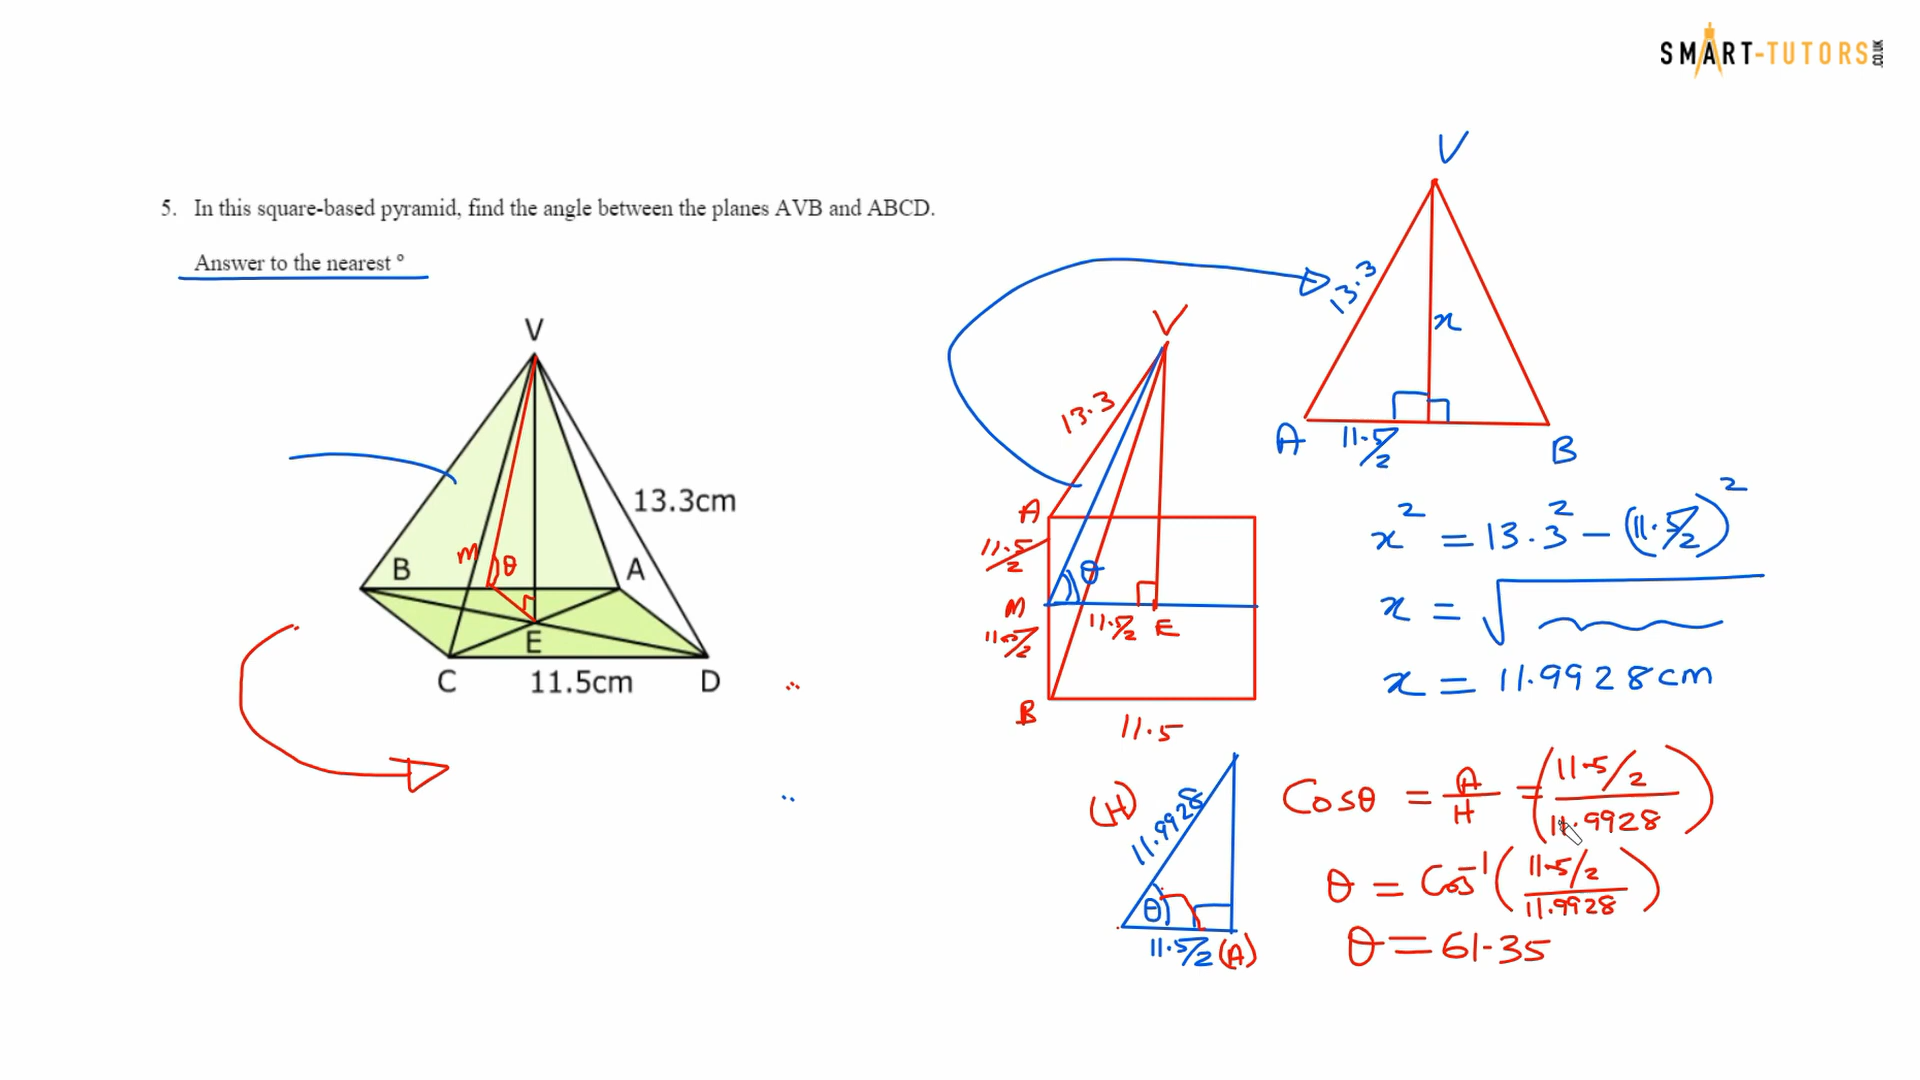 SMART-TUTORS.CO.UK
5. In this square-based pyramid, find the angle between the planes AVB and ABCD.
Answer to the nearest °
V
13.3cm
B
A
M
θ
E
C
11.5cm
D
V
13.3
A
11.5/2
M
θ
11.5/2
E
11.5/2
B
11.5
V
13.3
x
A
11.5/2
B
x² = 13.3² - (11.5/2)²
x = √
x = 11.9928cm
(H)
11.9928
θ
11.5/2 (A)
Cosθ = A/H = (11.5/2 / 11.9928)
θ = Cos⁻¹(11.5/2 / 11.9928)
θ = 61.35